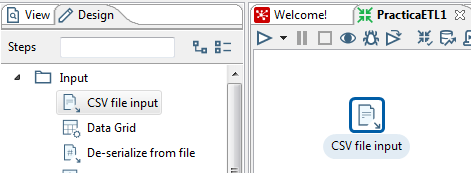 View Design
Steps
Input
CSV file input
Data Grid
De-serialize from file
Welcome! PracticaETL1
CSV file input